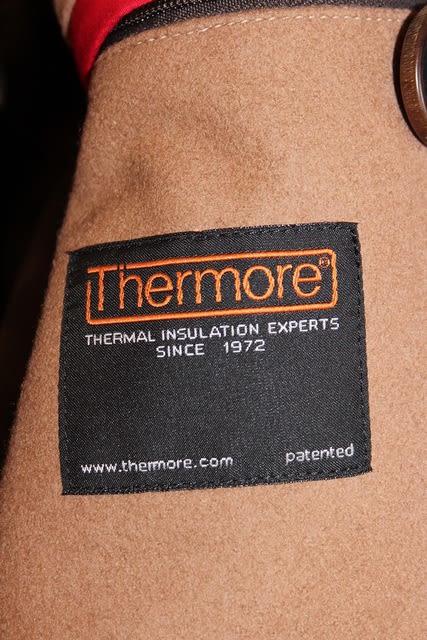 Thermore®
THERMAL INSULATION EXPERTS
SINCE 1972
www.thermore.com patented